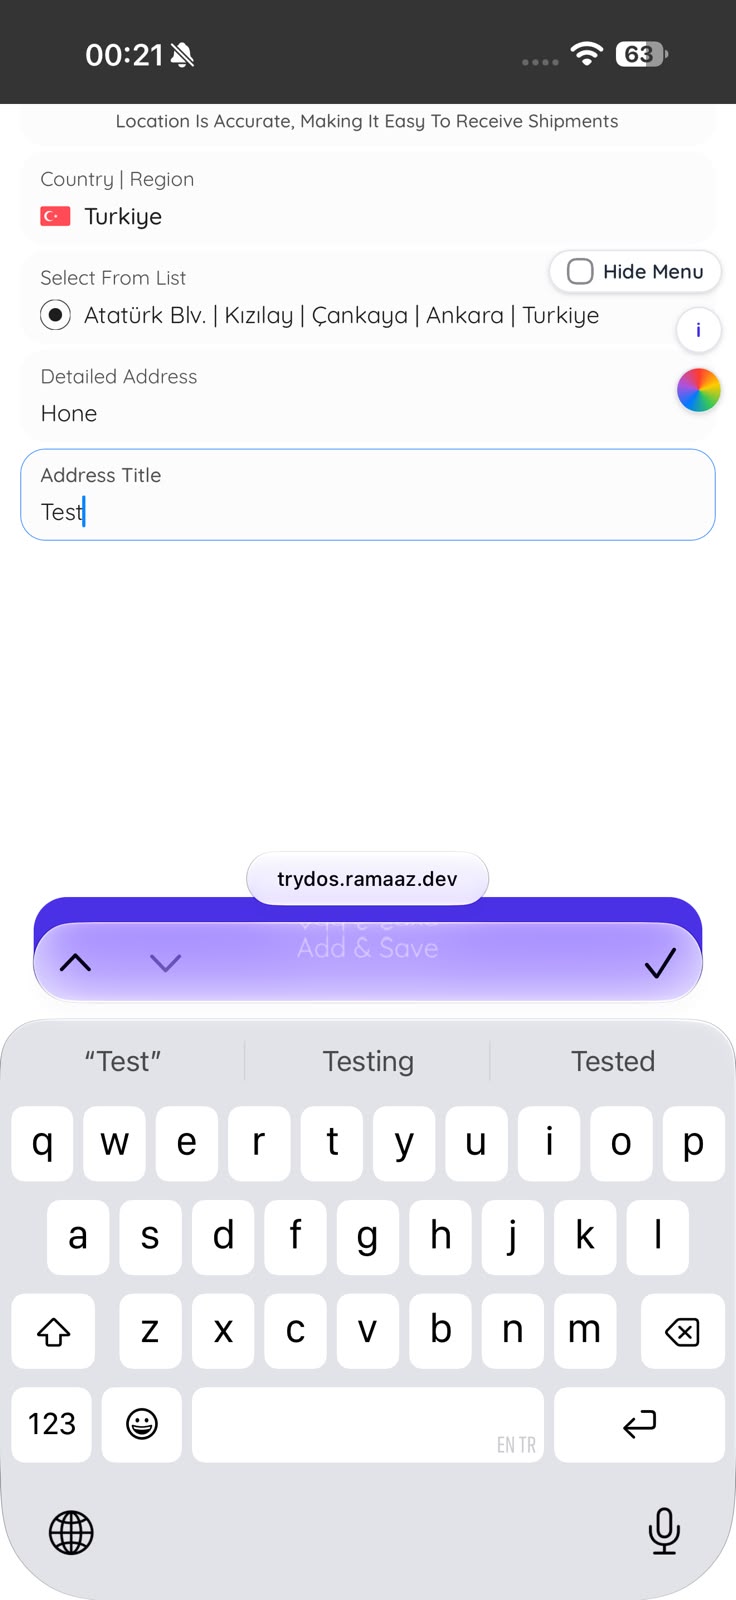 00:21
63
Location Is Accurate, Making It Easy To Receive Shipments
Country | Region
Turkiye
Hide Menu
Select From List
Atatürk Blv. | Kızılay | Çankaya | Ankara | Turkiye
i
Detailed Address
Hone
Address Title
Test
trydos.ramaaz.dev
Add & Save
“Test”
Testing
Tested
q w e r t y u i o p
a s d f g h j k l
z x c v b n m
123
EN TR